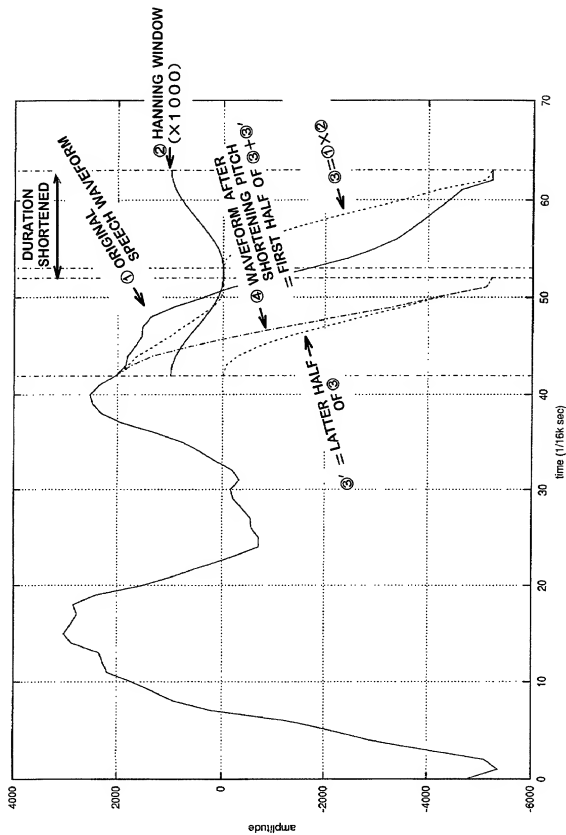 DURATION
SHORTENED
① ORIGINAL
SPEECH WAVEFORM
② HANNING WINDOW
(×1000)
④ WAVEFORM AFTER
SHORTENING PITCH
=FIRST HALF OF ③+③'
③=①×②
③' =LATTER HALF
OF③
amplitude
4000
2000
0
-2000
-4000
-6000
0
10
20
30
40
50
60
70
time (1/16k sec)